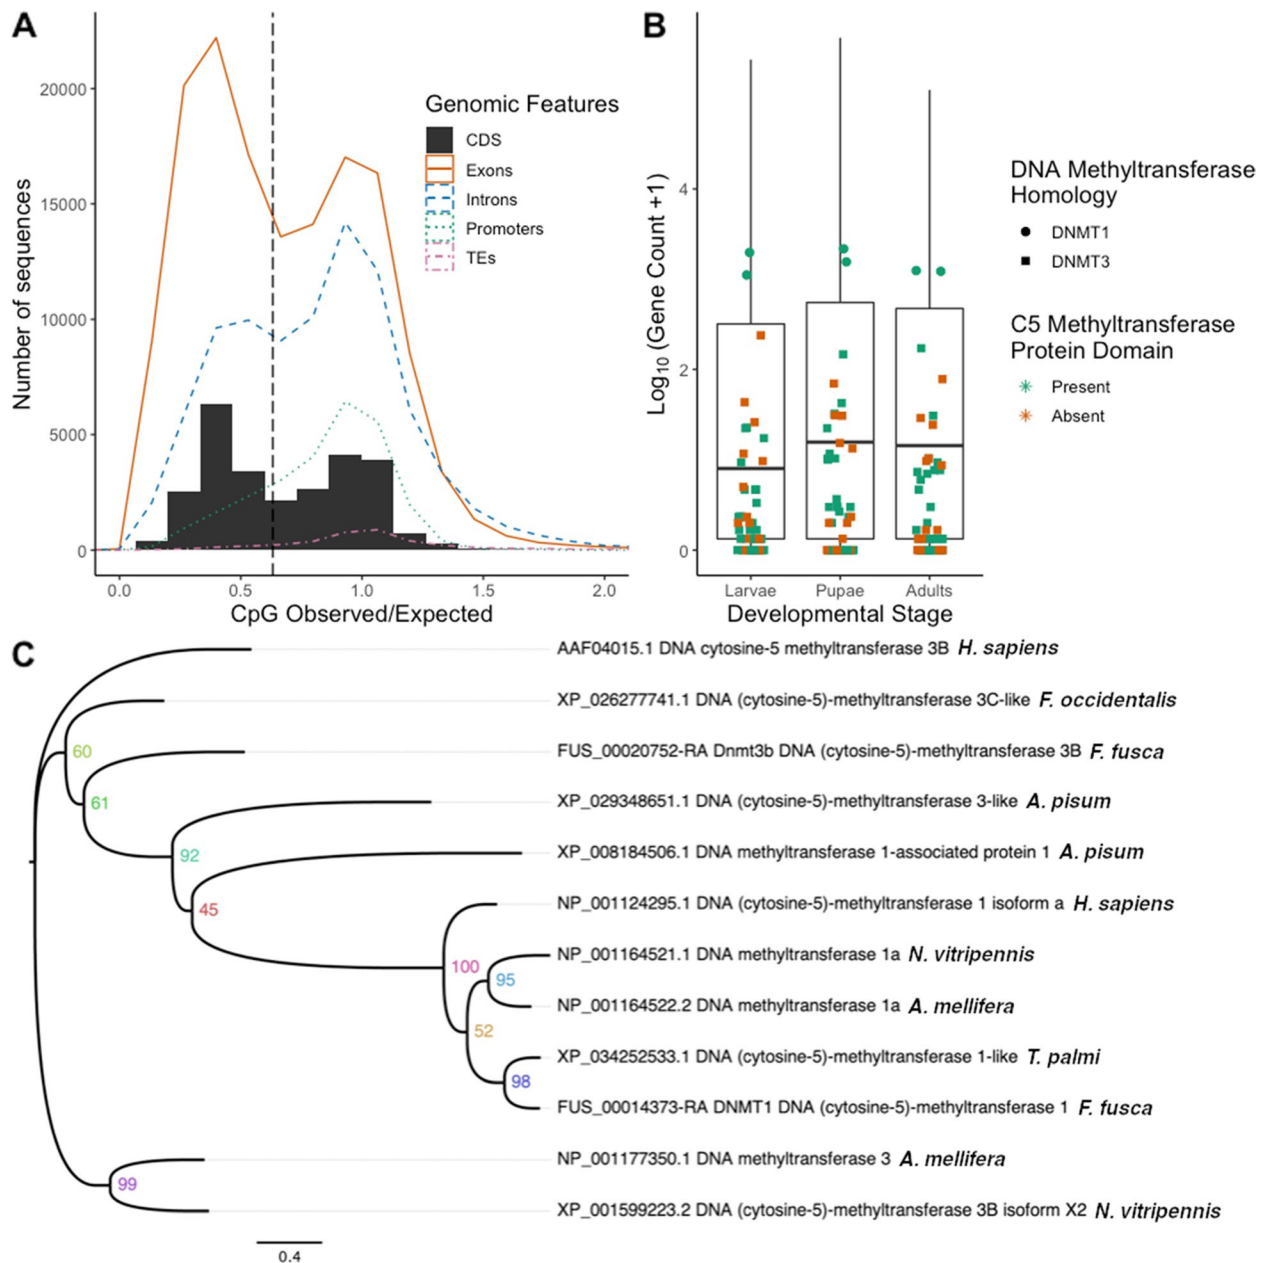 A
Number of sequences
20000
15000
10000
5000
0
0.0 0.5 1.0 1.5 2.0
CpG Observed/Expected
Genomic Features
CDS
Exons
Introns
Promoters
TEs
B
Log10 (Gene Count +1)
4
2
0
Larvae Pupae Adults
Developmental Stage
DNA Methyltransferase
Homology
DNMT1
DNMT3
C5 Methyltransferase
Protein Domain
Present
Absent
C
AAF04015.1 DNA cytosine-5 methyltransferase 3B H. sapiens
XP_026277741.1 DNA (cytosine-5)-methyltransferase 3C-like F. occidentalis
60
FUS_00020752-RA Dnmt3b DNA (cytosine-5)-methyltransferase 3B F. fusca
61
XP_029348651.1 DNA (cytosine-5)-methyltransferase 3-like A. pisum
92
XP_008184506.1 DNA methyltransferase 1-associated protein 1 A. pisum
45
NP_001124295.1 DNA (cytosine-5)-methyltransferase 1 isoform a H. sapiens
NP_001164521.1 DNA methyltransferase 1a N. vitripennis
100
95
NP_001164522.2 DNA methyltransferase 1a A. mellifera
52
XP_034252533.1 DNA (cytosine-5)-methyltransferase 1-like T. palmi
98
FUS_00014373-RA DNMT1 DNA (cytosine-5)-methyltransferase 1 F. fusca
NP_001177350.1 DNA methyltransferase 3 A. mellifera
99
XP_001599223.2 DNA (cytosine-5)-methyltransferase 3B isoform X2 N. vitripennis
0.4